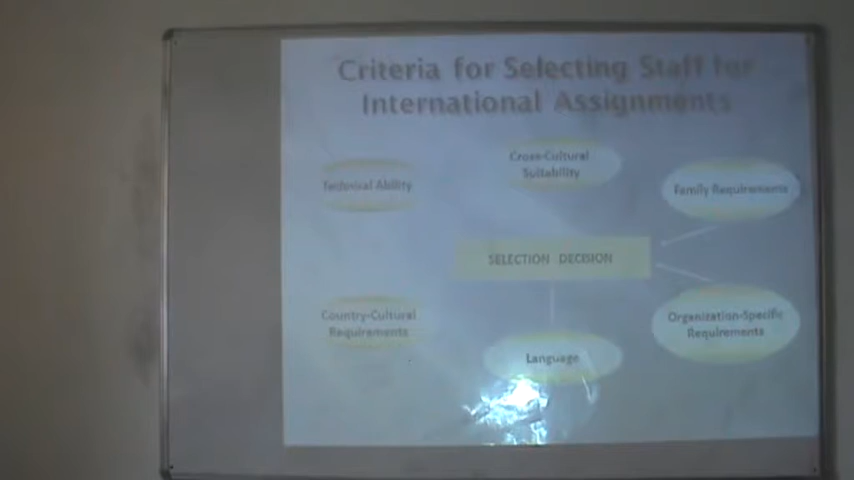 Criteria for Selecting Staff for
International Assignments
Cross-Cultural
Suitability
Technical Ability
Family Requirements
SELECTION DECISION
Country-Cultural
Requirements
Organization-Specific
Requirements
Language